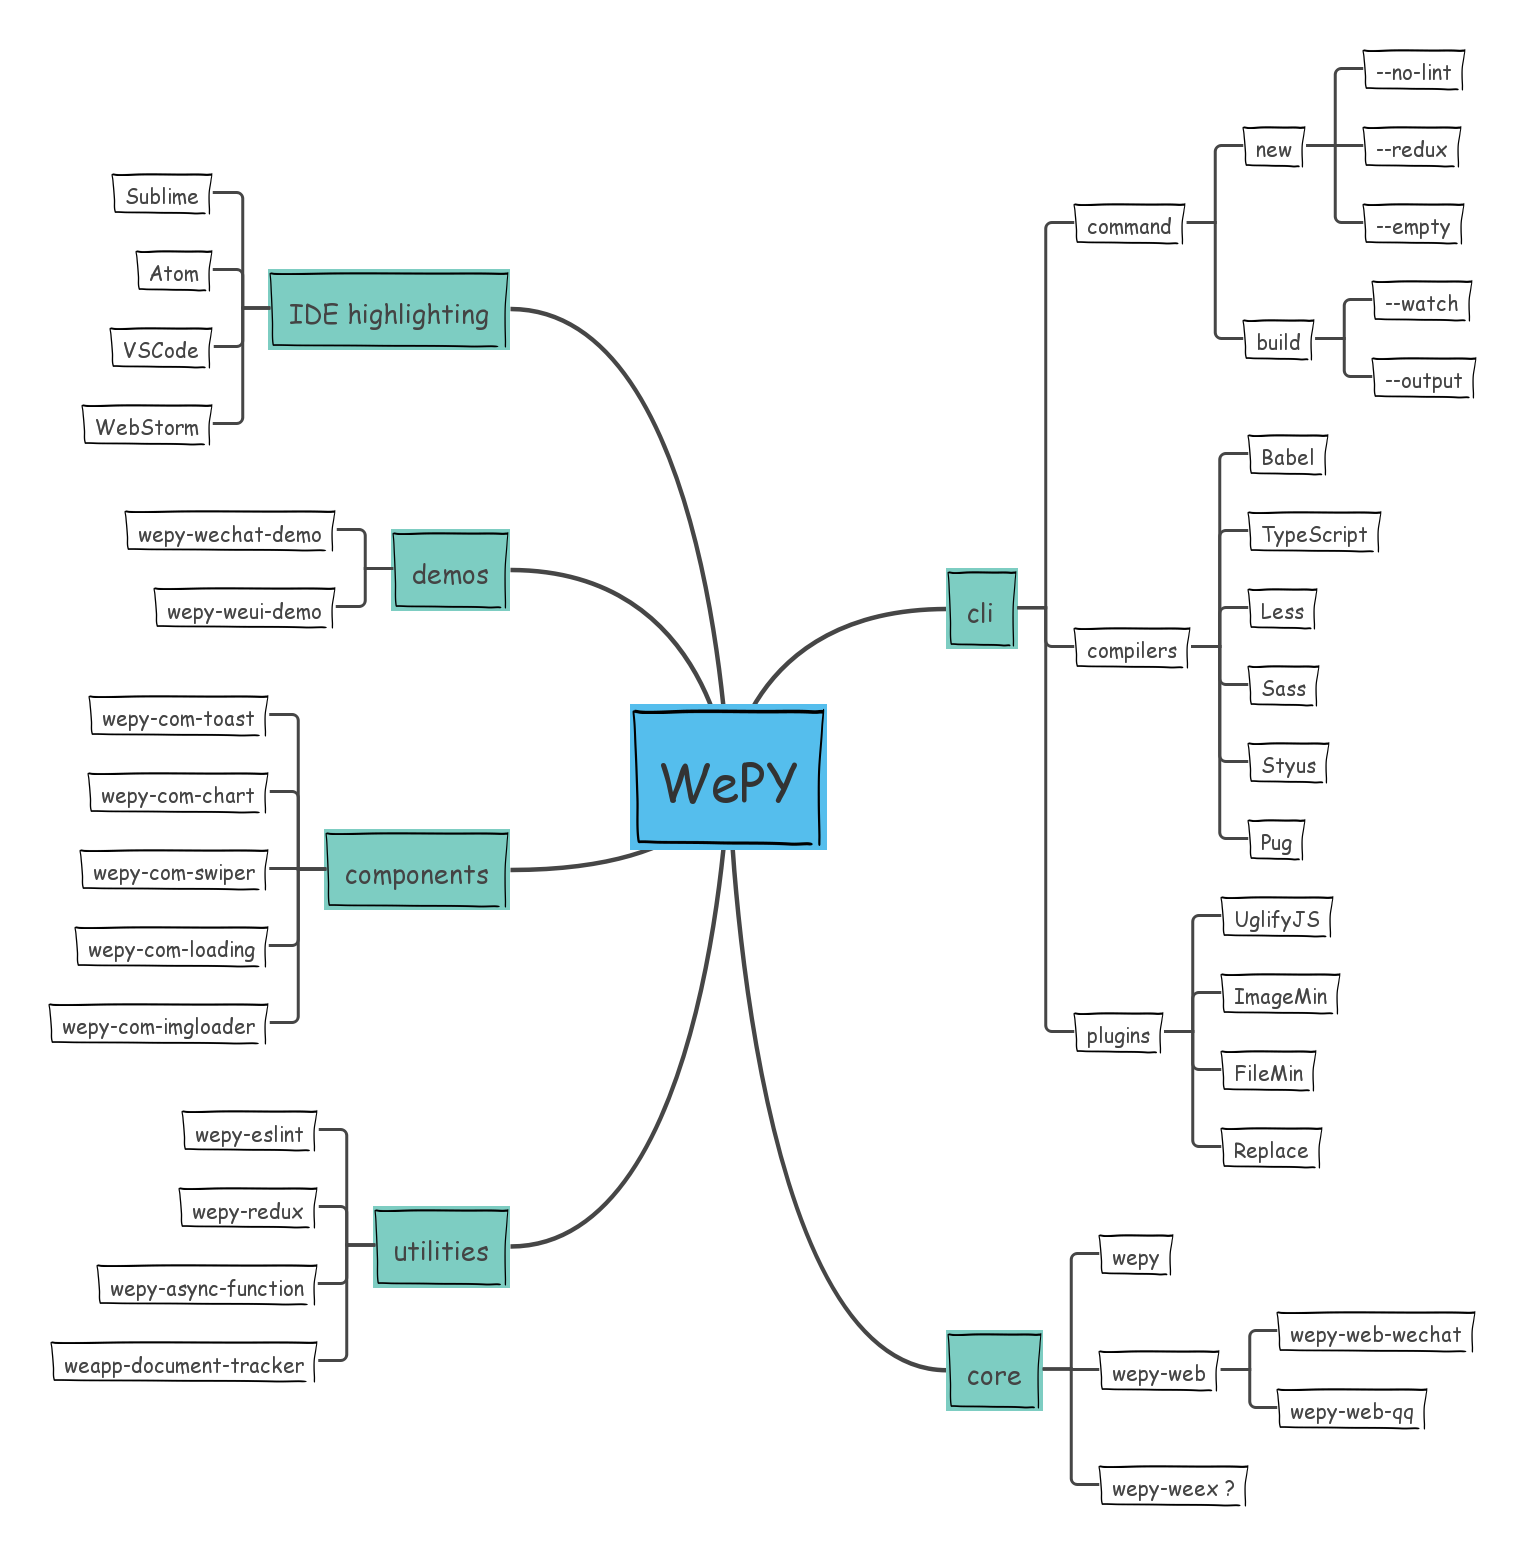 WePY
IDE highlighting
Sublime
Atom
VSCode
WebStorm
demos
wepy-wechat-demo
wepy-weui-demo
components
wepy-com-toast
wepy-com-chart
wepy-com-swiper
wepy-com-loading
wepy-com-imgloader
utilities
wepy-eslint
wepy-redux
wepy-async-function
weapp-document-tracker
cli
command
new
--no-lint
--redux
--empty
build
--watch
--output
compilers
Babel
TypeScript
Less
Sass
Styus
Pug
plugins
UglifyJS
ImageMin
FileMin
Replace
core
wepy
wepy-web
wepy-web-wechat
wepy-web-qq
wepy-weex ?